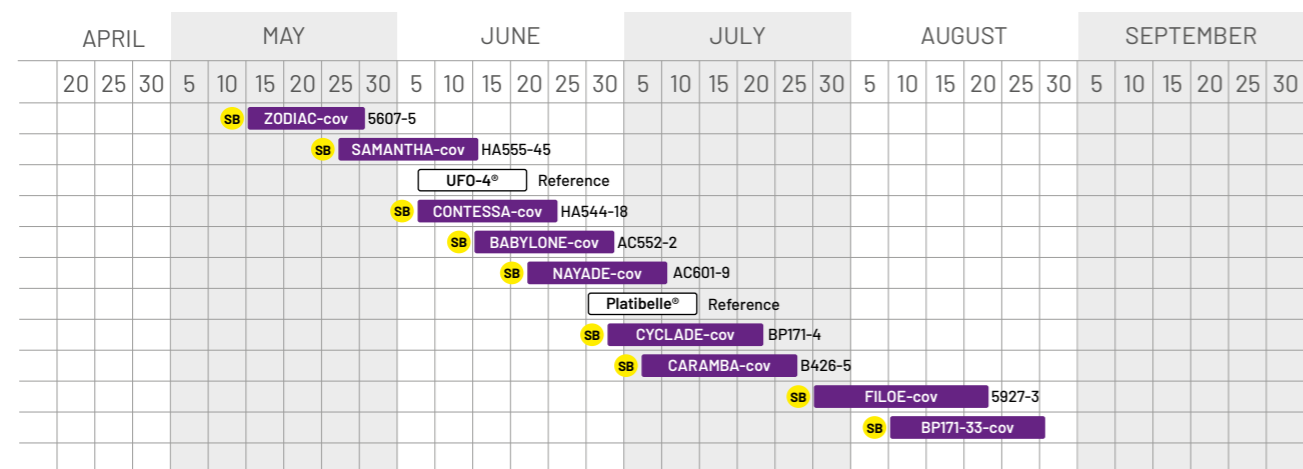 APRIL MAY JUNE JULY AUGUST SEPTEMBER
20 25 30 5 10 15 20 25 30 5 10 15 20 25 30 5 10 15 20 25 30 5 10 15 20 25 30 5 10 15 20 25 30
SB ZODIAC-cov 5607-5
SB SAMANTHA-cov HA555-45
UFO-4® Reference
SB CONTESSA-cov HA544-18
SB BABYLONE-cov AC552-2
SB NAYADE-cov AC601-9
Platibelle® Reference
SB CYCLADE-cov BP171-4
SB CARAMBA-cov B426-5
SB FILOE-cov 5927-3
SB BP171-33-cov